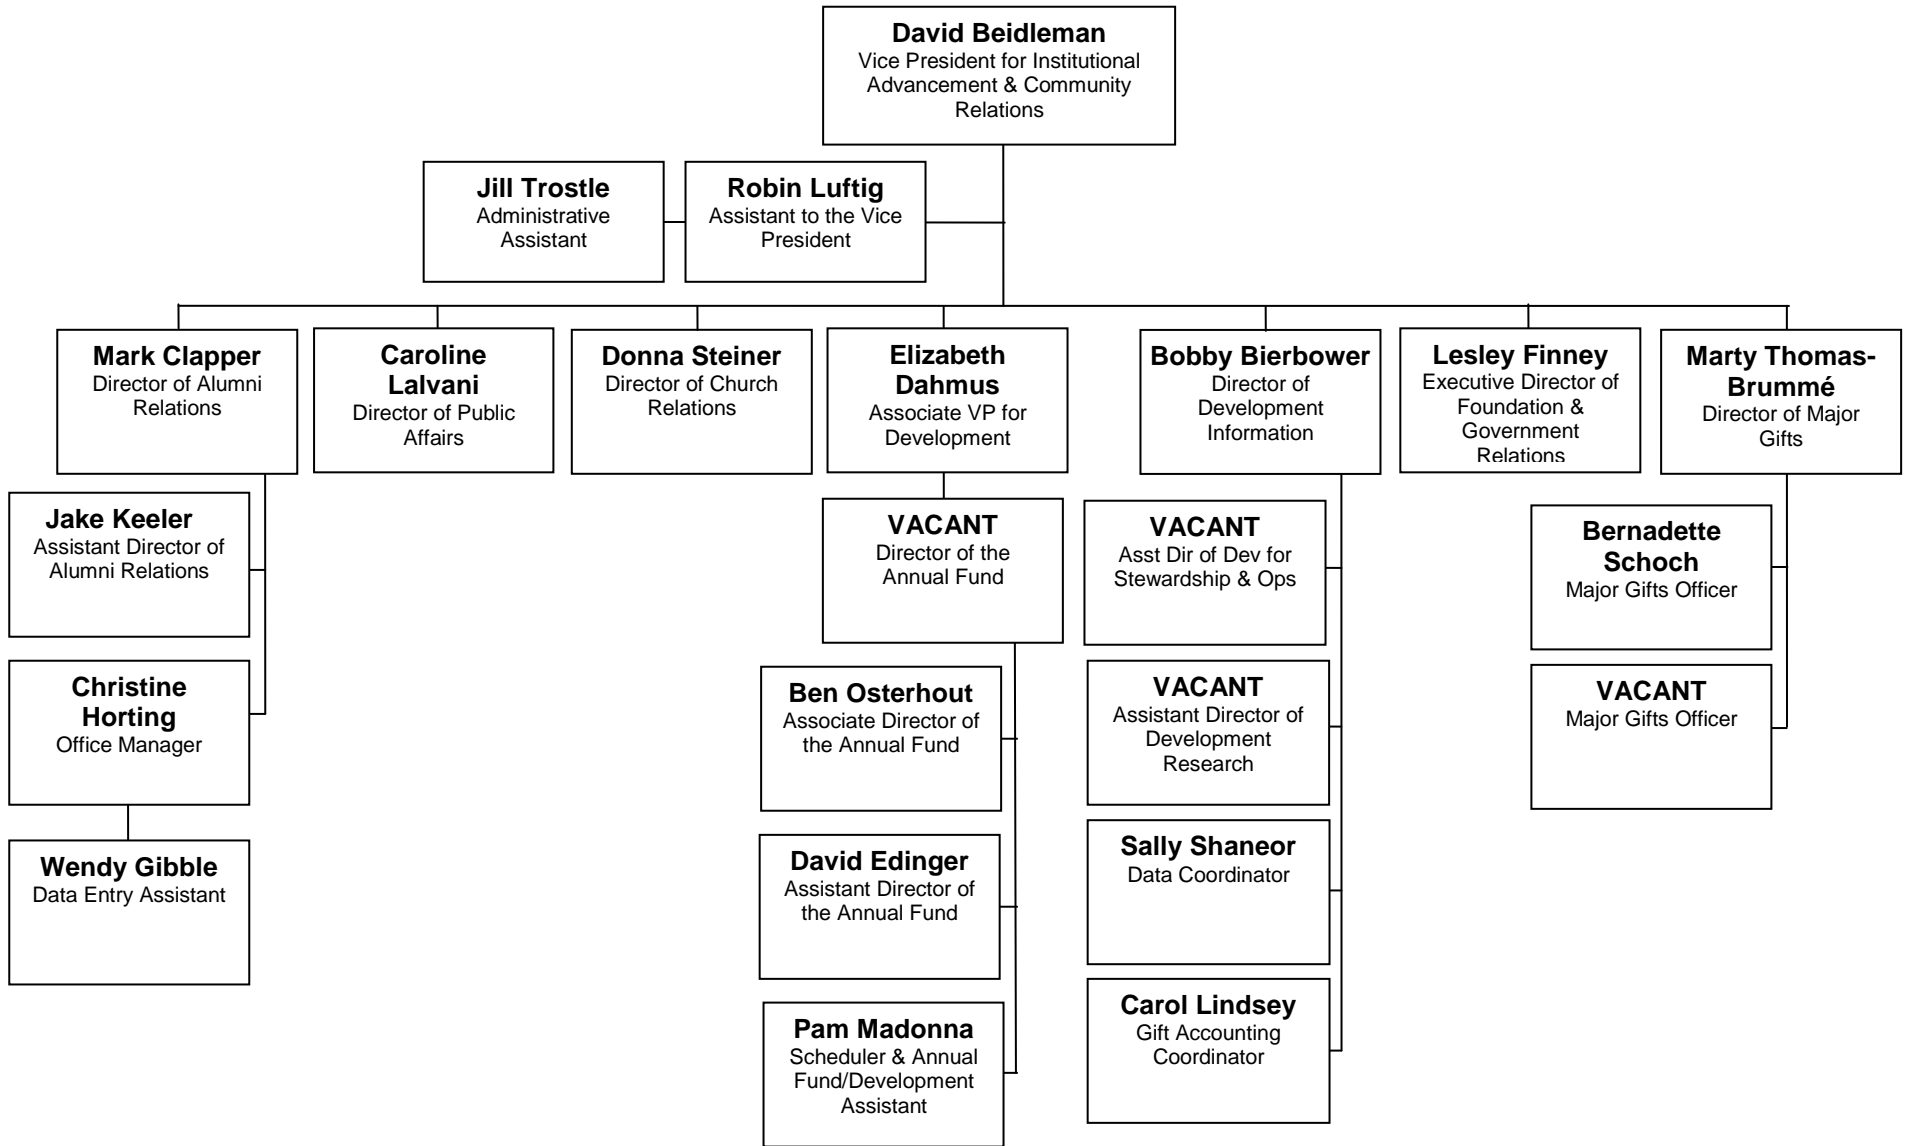 David Beidleman
Vice President for Institutional
Advancement & Community
Relations
Jill Trostle
Administrative
Assistant
Robin Luftig
Assistant to the Vice
President
Mark Clapper
Director of Alumni
Relations
Caroline
Lalvani
Director of Public
Affairs
Donna Steiner
Director of Church
Relations
Elizabeth
Dahmus
Associate VP for
Development
Bobby Bierbower
Director of
Development
Information
Lesley Finney
Executive Director of
Foundation &
Government
Relations
Marty Thomas-
Brummé
Director of Major
Gifts
Jake Keeler
Assistant Director of
Alumni Relations
Christine
Horting
Office Manager
Wendy Gibble
Data Entry Assistant
VACANT
Director of the
Annual Fund
Ben Osterhout
Associate Director of
the Annual Fund
David Edinger
Assistant Director of
the Annual Fund
Pam Madonna
Scheduler & Annual
Fund/Development
Assistant
VACANT
Asst Dir of Dev for
Stewardship & Ops
VACANT
Assistant Director of
Development
Research
Sally Shaneor
Data Coordinator
Carol Lindsey
Gift Accounting
Coordinator
Bernadette
Schoch
Major Gifts Officer
VACANT
Major Gifts Officer